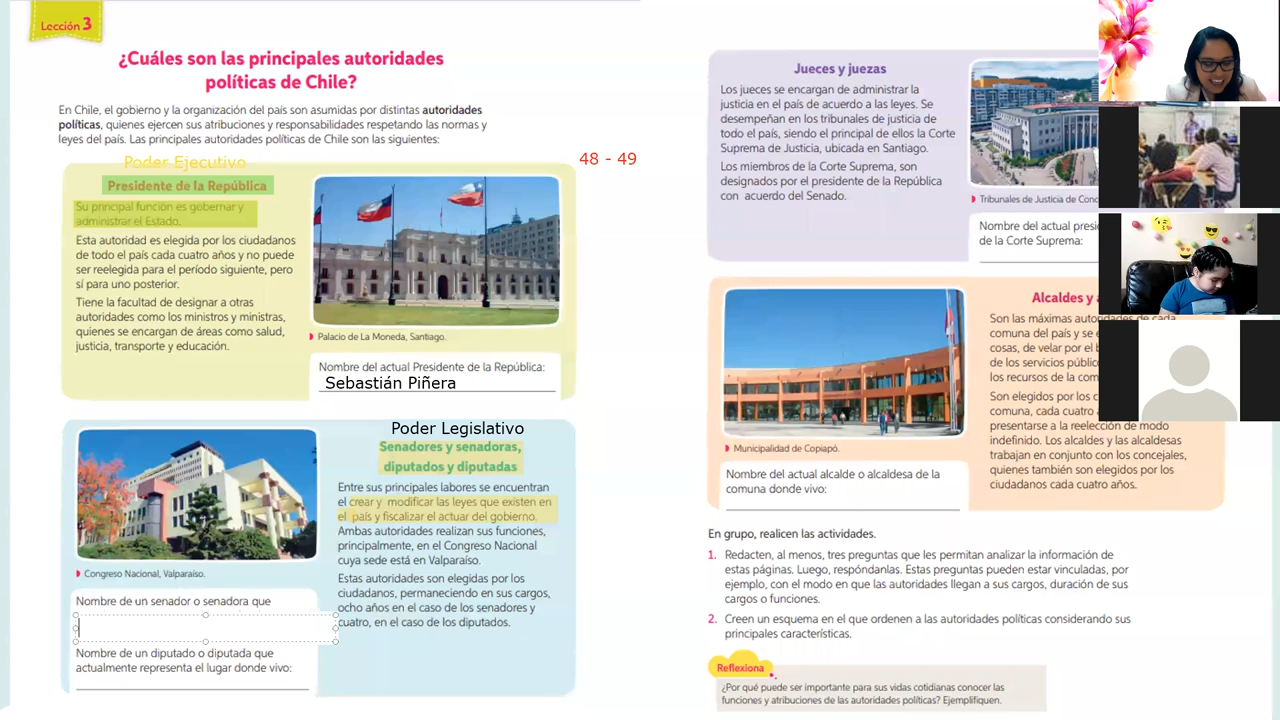 Lección 3
¿Cuáles son las principales autoridades
políticas de Chile?
En Chile, el gobierno y la organización del país son asumidos por distintas autoridades
políticas, quienes ejercen sus atribuciones y responsabilidades respetando las normas y
leyes del país. Las principales autoridades políticas de Chile son las siguientes:
48 - 49
Poder Ejecutivo
Presidente de la República
Su principal función es gobernar y
administrar el Estado.
Esta autoridad es elegida por los ciudadanos
de todo el país cada cuatro años y no puede
ser reelegida para el período siguiente, pero
sí para uno posterior.
Tiene la facultad de designar a otras
autoridades como los ministros y ministras,
quienes se encargan de áreas como salud,
justicia, transporte y educación.
Palacio de La Moneda, Santiago.
Nombre del actual Presidente de la República:
Sebastián Piñera
Poder Legislativo
Senadores y senadoras,
diputados y diputadas
Entre sus principales labores se encuentran
el crear y modificar las leyes que existen en
el país y fiscalizar el actuar del gobierno.
Ambas autoridades realizan sus funciones,
principalmente, en el Congreso Nacional
cuya sede está en Valparaíso.
Estas autoridades son elegidas por los
ciudadanos, permaneciendo en sus cargos,
ocho años en el caso de los senadores y
cuatro, en el caso de los diputados.
Congreso Nacional, Valparaíso.
Nombre de un senador o senadora que
Nombre de un diputado o diputada que
actualmente representa el lugar donde vivo:
Jueces y juezas
Los jueces se encargan de administrar la
justicia en el país de acuerdo a las leyes. Se
desempeñan en los tribunales de justicia de
todo el país, siendo el principal de ellos la Corte
Suprema de Justicia, ubicada en Santiago.
Los miembros de la Corte Suprema, son
designados por el presidente de la República
con acuerdo del Senado.
Tribunales de Justicia de Conc
Nombre del actual presi
de la Corte Suprema:
Alcaldes y a
Son las máximas autoridades de cada
comuna del país y se e
cosas, de velar por el b
de los servicios públic
los recursos de la com
Son elegidos por los c
comuna, cada cuatro a
presentarse a la reelección de modo
indefinido. Los alcaldes y las alcaldesas
trabajan en conjunto con los concejales,
quienes también son elegidos por los
ciudadanos cada cuatro años.
Municipalidad de Copiapó.
Nombre del actual alcalde o alcaldesa de la
comuna donde vivo:
En grupo, realicen las actividades.
1. Redacten, al menos, tres preguntas que les permitan analizar la información de
estas páginas. Luego, respóndanlas. Estas preguntas pueden estar vinculadas, por
ejemplo, con el modo en que las autoridades llegan a sus cargos, duración de sus
cargos o funciones.
2. Creen un esquema en el que ordenen a las autoridades políticas considerando sus
principales características.
Reflexiona
¿Por qué puede ser importante para sus vidas cotidianas conocer las
funciones y atribuciones de las autoridades políticas? Ejemplifiquen.